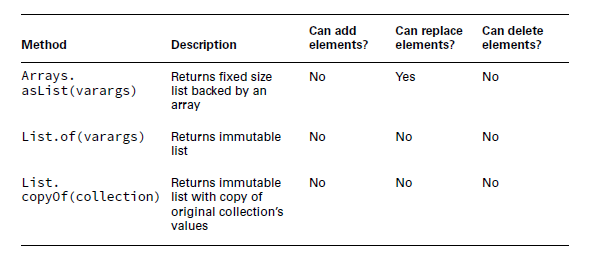 Method Description Can add elements? Can replace elements? Can delete elements?
Arrays. Returns fixed size No Yes No
asList(varargs) list backed by an
array
List.of(varargs) Returns immutable No No No
list
List. Returns immutable No No No
copyOf(collection) list with copy of
original collection’s
values